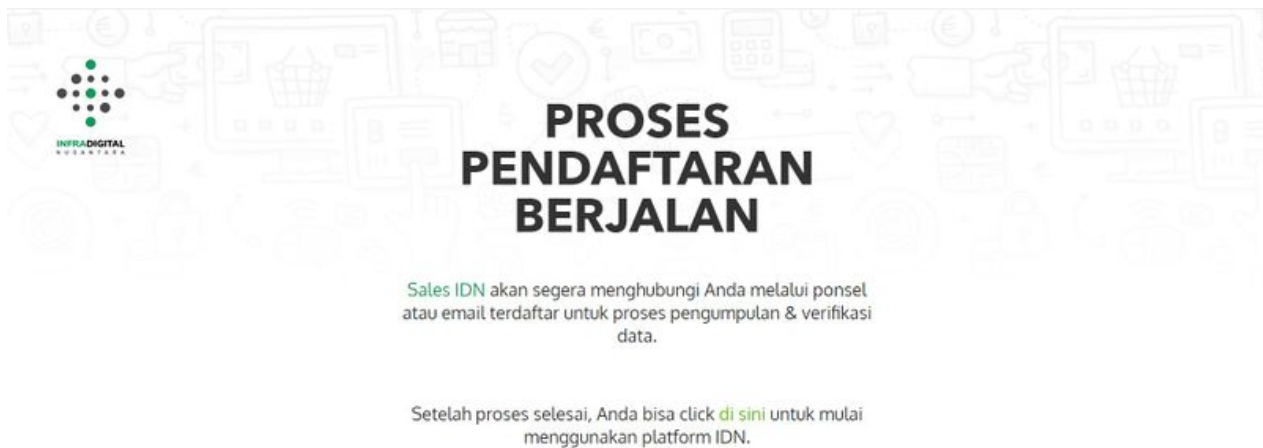 INFRADIGITAL
NUSANTARA
PROSES
PENDAFTARAN
BERJALAN
Sales IDN akan segera menghubungi Anda melalui ponsel
atau email terdaftar untuk proses pengumpulan & verifikasi
data.
Setelah proses selesai, Anda bisa click di sini untuk mulai
menggunakan platform IDN.